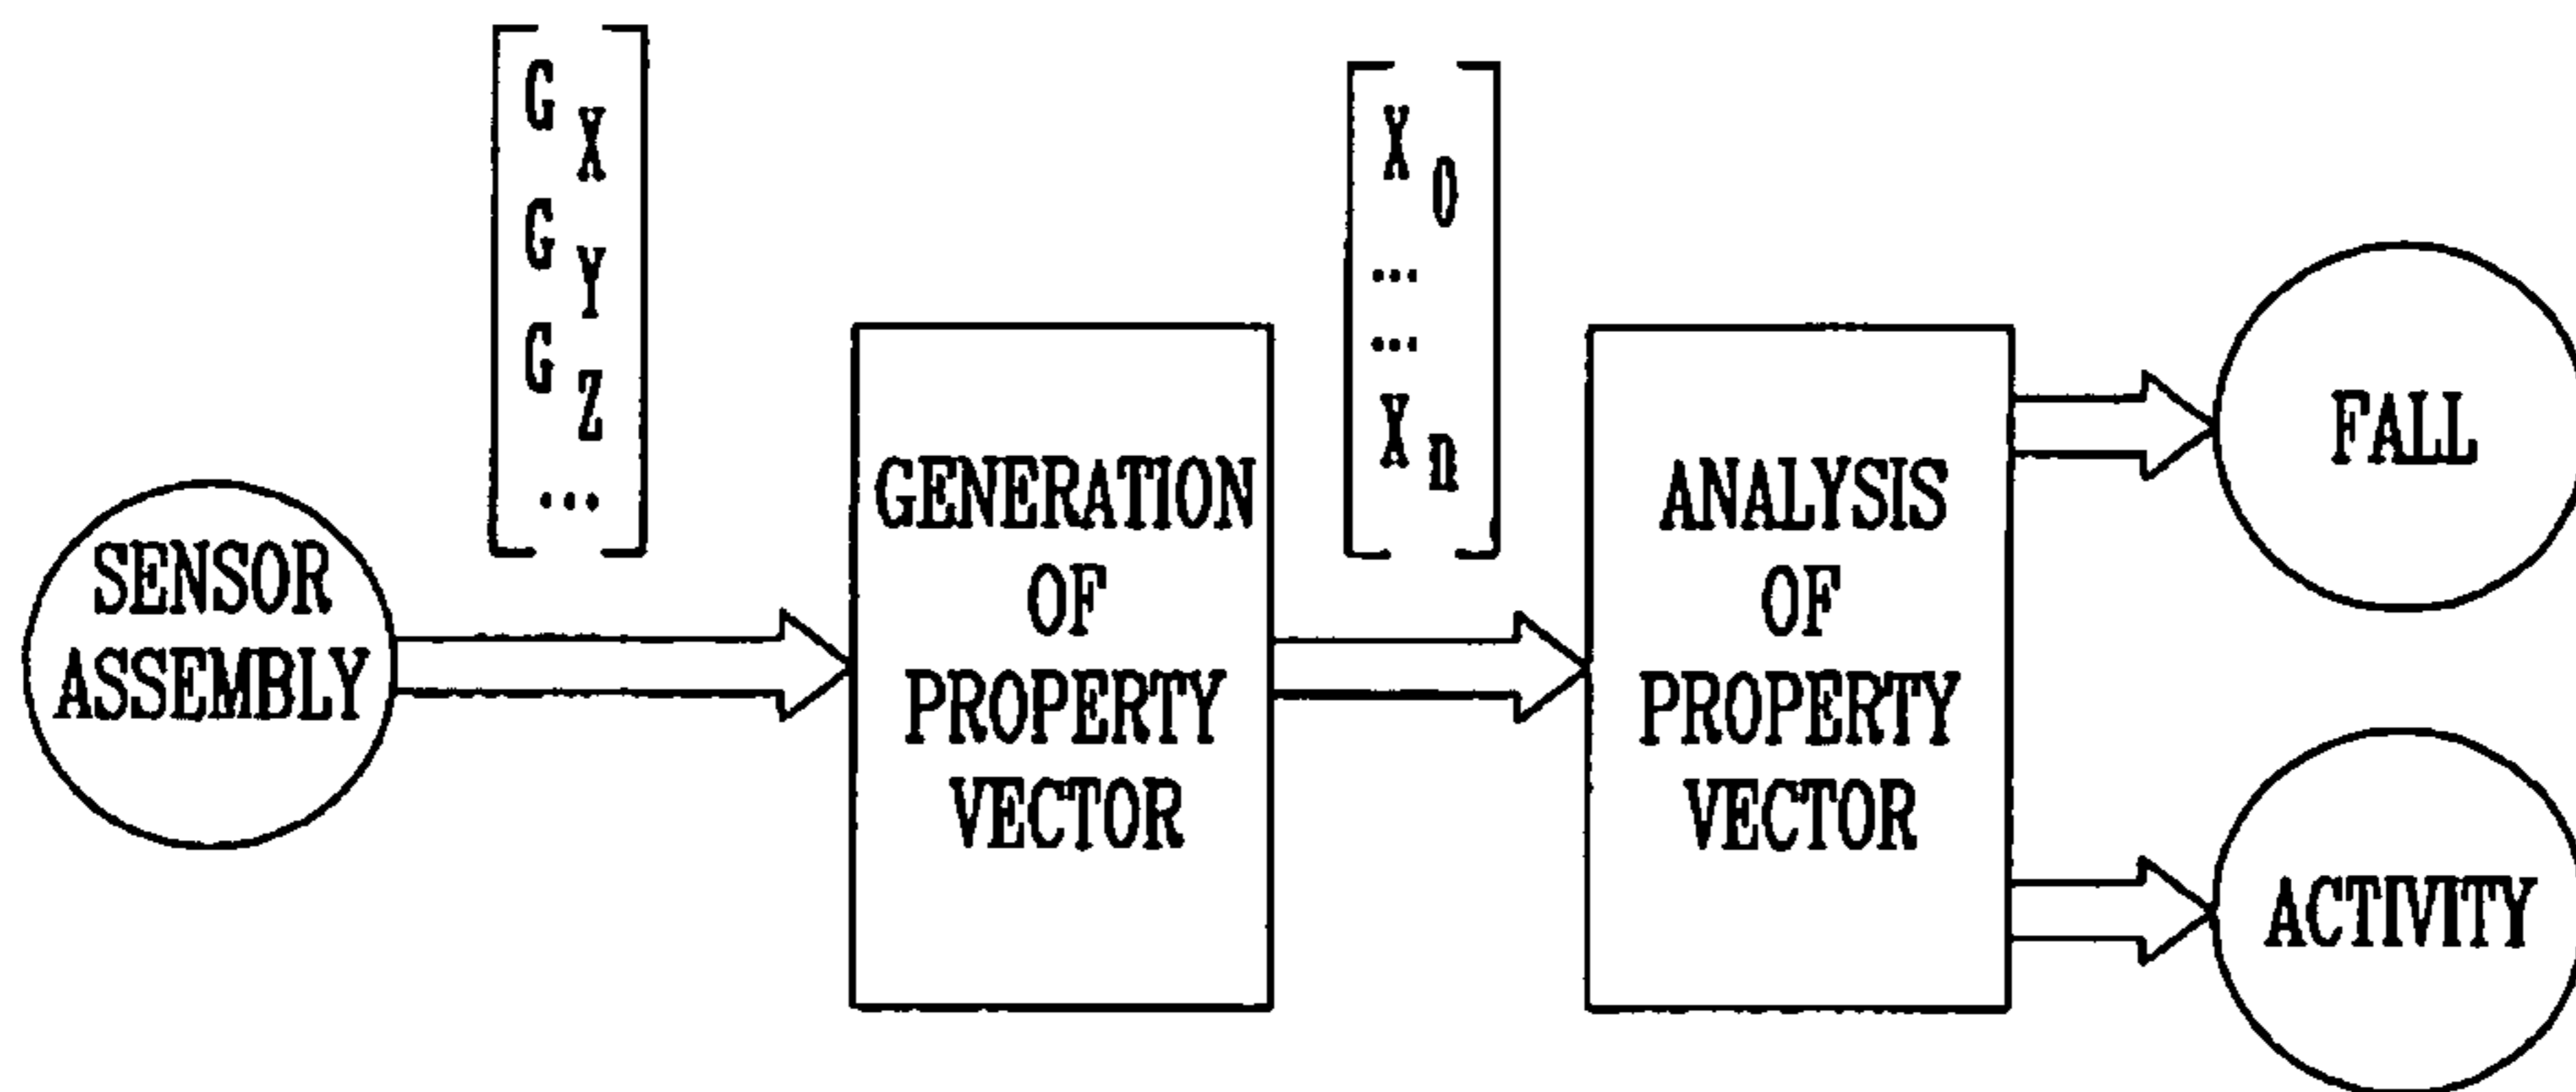 SENSOR
ASSEMBLY
G X
G Y
G Z
...
GENERATION
OF
PROPERTY
VECTOR
X 0
...
...
X n
ANALYSIS
OF
PROPERTY
VECTOR
FALL
ACTIVITY